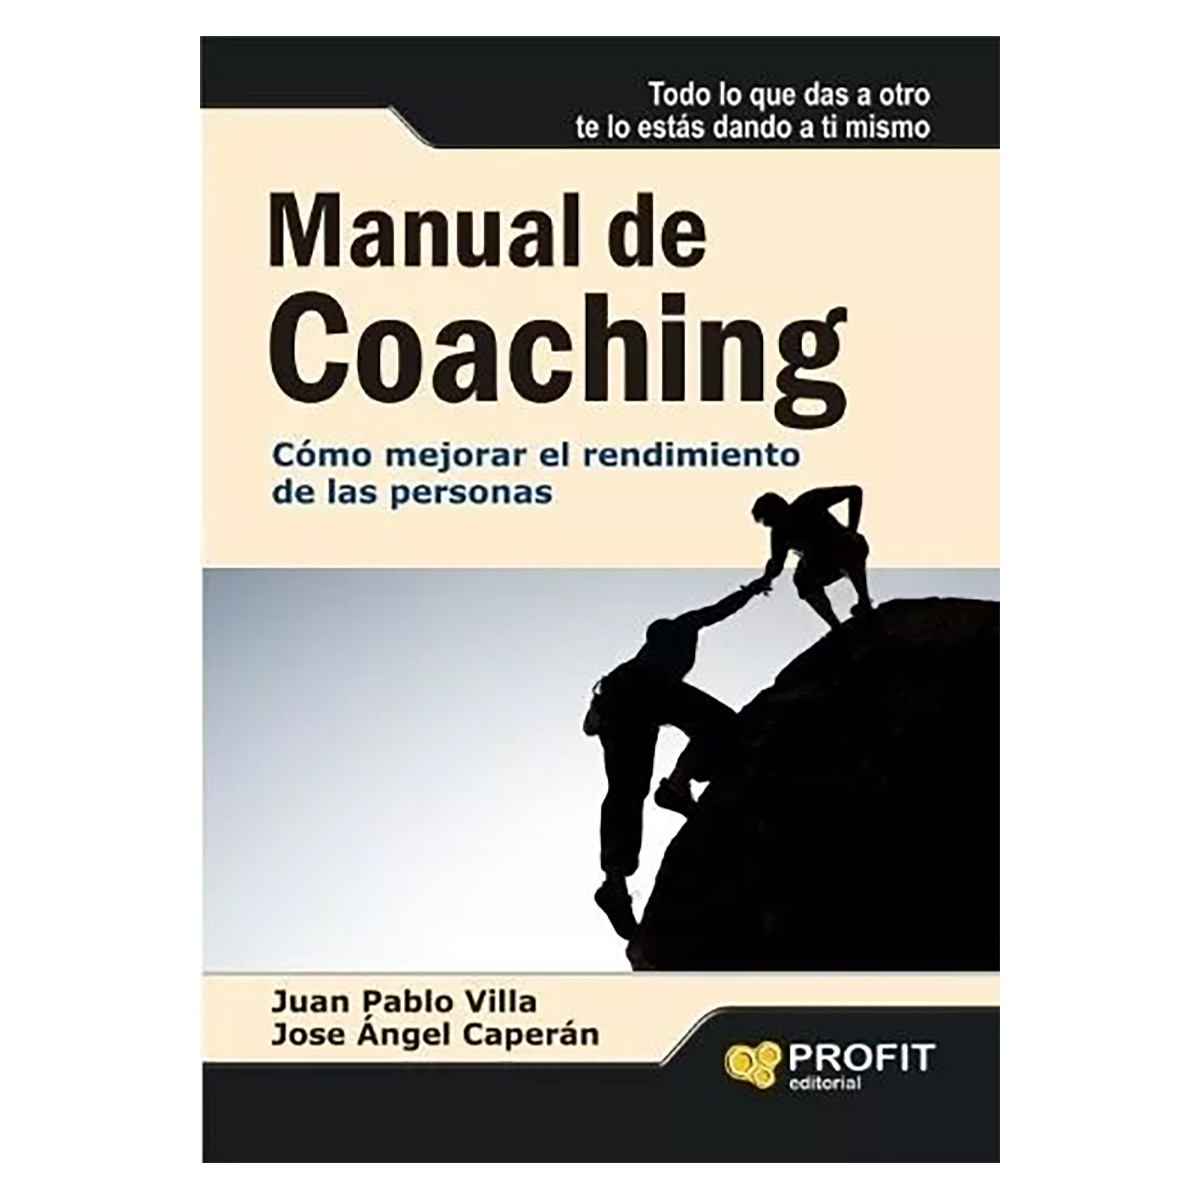 Todo lo que das a otro
te lo estás dando a ti mismo
Manual de
Coaching
Cómo mejorar el rendimiento
de las personas
Juan Pablo Villa
Jose Ángel Caperán
PROFIT
editorial